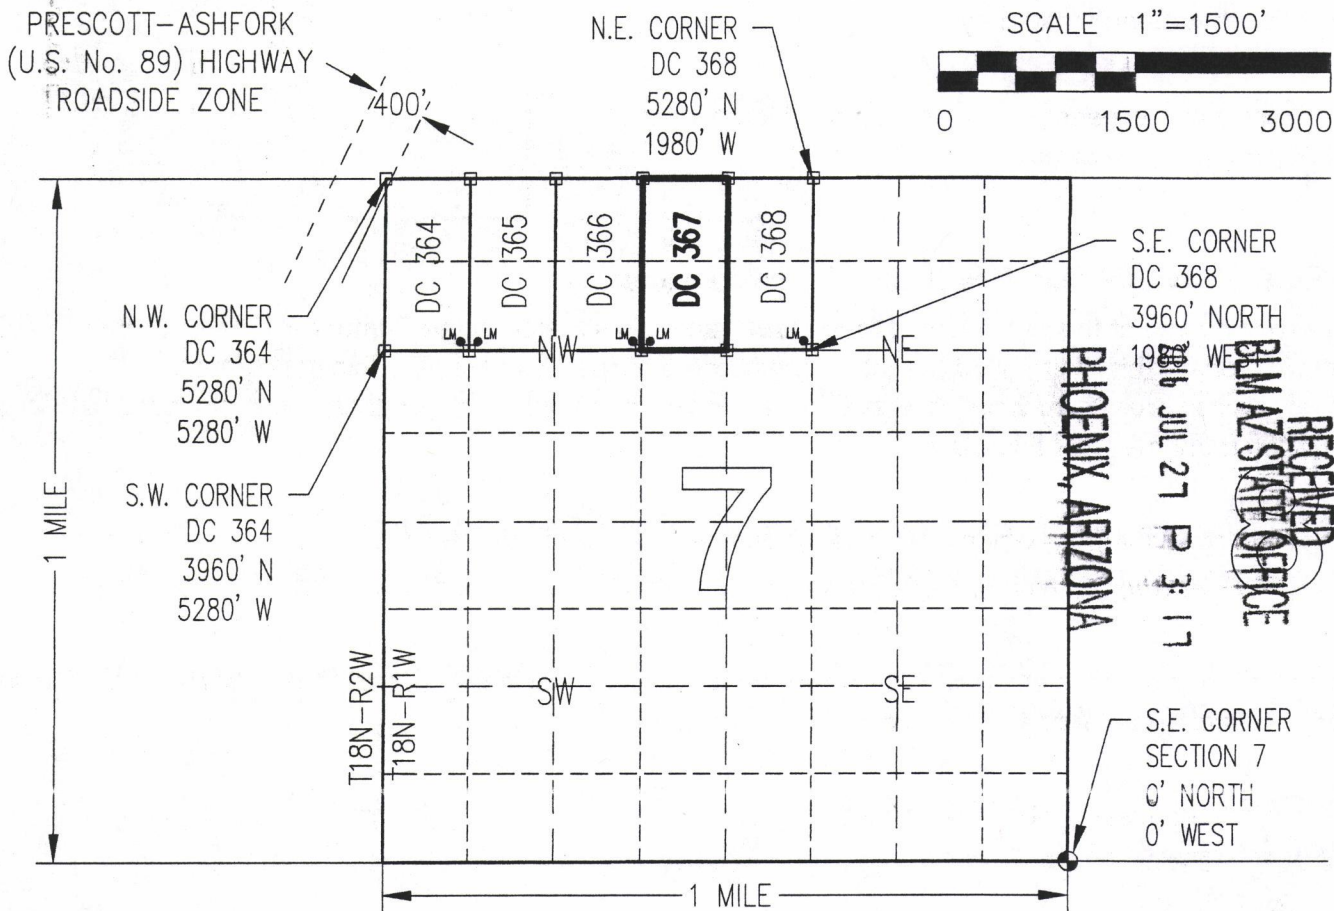 PRESCOTT-ASHFORK
(U.S. No. 89) HIGHWAY
ROADSIDE ZONE
400'
N.E. CORNER
DC 368
5280' N
1980' W
SCALE 1"=1500'
0 1500 3000
DC 364
DC 365
DC 366
DC 367
DC 368
LM LM LM LM LM
NW
NE
N.W. CORNER
DC 364
5280' N
5280' W
S.W. CORNER
DC 364
3960' N
5280' W
S.E. CORNER
DC 368
3960' NORTH
1980' WEST
RECEIVED
BLM AZ STATE OFFICE
JUL 27 P 3:17
PHOENIX, ARIZONA
1 MILE
7
T18N-R2W
T18N-R1W
SW
SE
S.E. CORNER
SECTION 7
0' NORTH
0' WEST
1 MILE